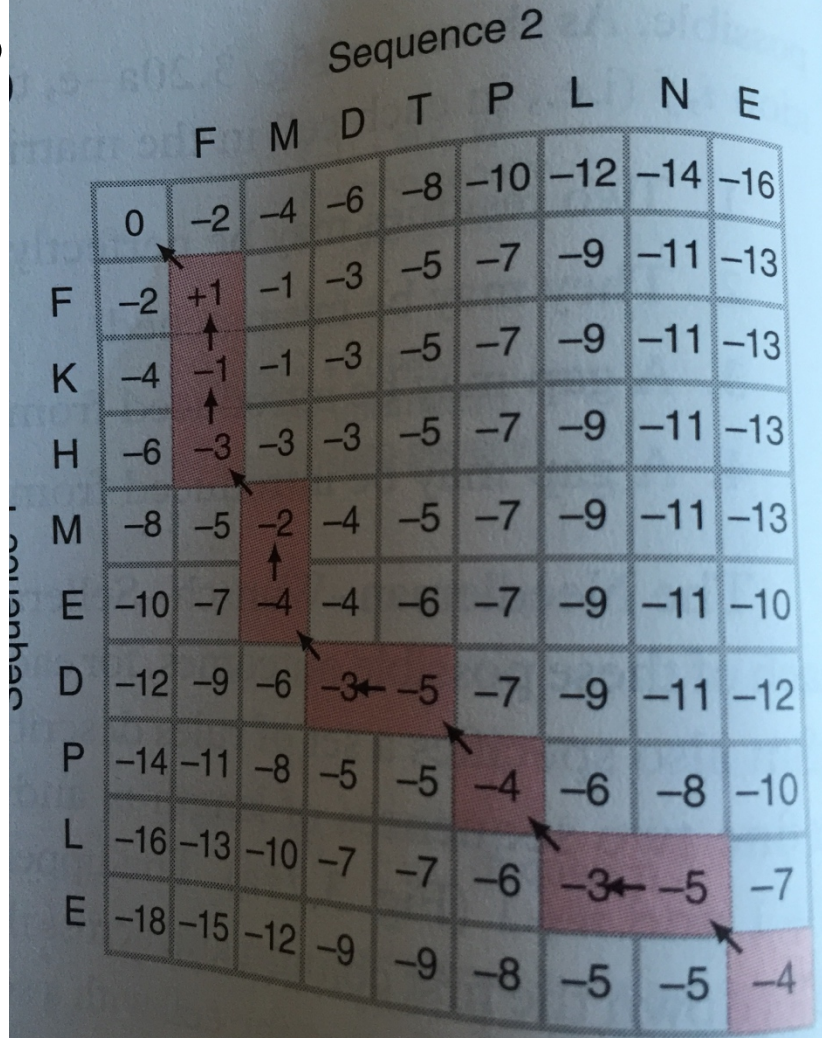 Sequence 2
F M D T P L N E
0 −2 −4 −6 −8 −10 −12 −14 −16
F −2 +1 −1 −3 −5 −7 −9 −11 −13
K −4 −1 −1 −3 −5 −7 −9 −11 −13
H −6 −3 −3 −3 −5 −7 −9 −11 −13
M −8 −5 −2 −4 −5 −7 −9 −11 −13
E −10 −7 −4 −4 −6 −7 −9 −11 −10
D −12 −9 −6 −3 −5 −7 −9 −11 −12
P −14 −11 −8 −5 −5 −4 −6 −8 −10
L −16 −13 −10 −7 −7 −6 −3 −5 −7
E −18 −15 −12 −9 −9 −8 −5 −5 −4